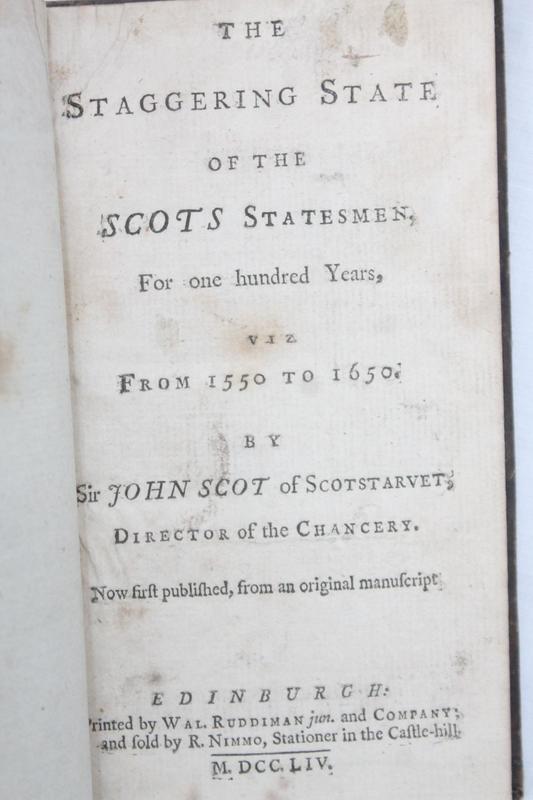 THE
STAGGERING STATE
OF THE
SCOTS STATESMEN,
For one hundred Years,
VIZ
FROM 1550 TO 1650.
BY
Sir JOHN SCOT of SCOTSTARVET,
DIRECTOR of the CHANCERY.
Now firſt publiſhed, from an original manuſcript
EDINBURGH:
Printed by WAL. RUDDIMAN jun. and COMPANY;
and ſold by R. NIMMO, Stationer in the Caſtle-hill.
M. DCC. LIV.